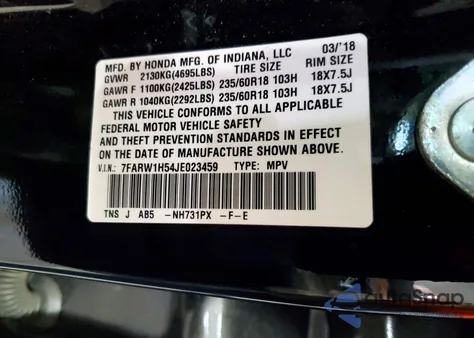 MFD. BY HONDA MFG. OF INDIANA, LLC 03/'18
GVWR 2130KG(4695LBS) TIRE SIZE RIM SIZE
GAWR F 1100KG(2425LBS) 235/60R18 103H 18X7.5J
GAWR R 1040KG(2292LBS) 235/60R18 103H 18X7.5J
THIS VEHICLE CONFORMS TO ALL APPLICABLE
FEDERAL MOTOR VEHICLE SAFETY
AND THEFT PREVENTION STANDARDS IN EFFECT
ON THE DATE OF MANUFACTURE SHOWN ABOVE.
V.I.N.: 7FARW1H54JE023459 TYPE: MPV
TNS J AB5 -NH731PX -F-E
AutoSnap